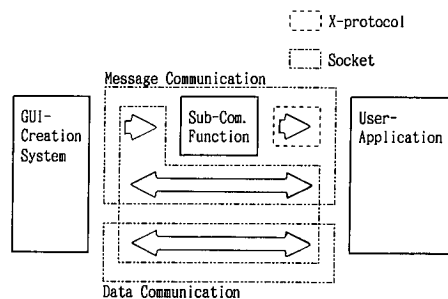 X-protocol
Socket
Message Communication
GUI-
Creation
System
Sub-Com.
Function
User-
Application
Data Communication